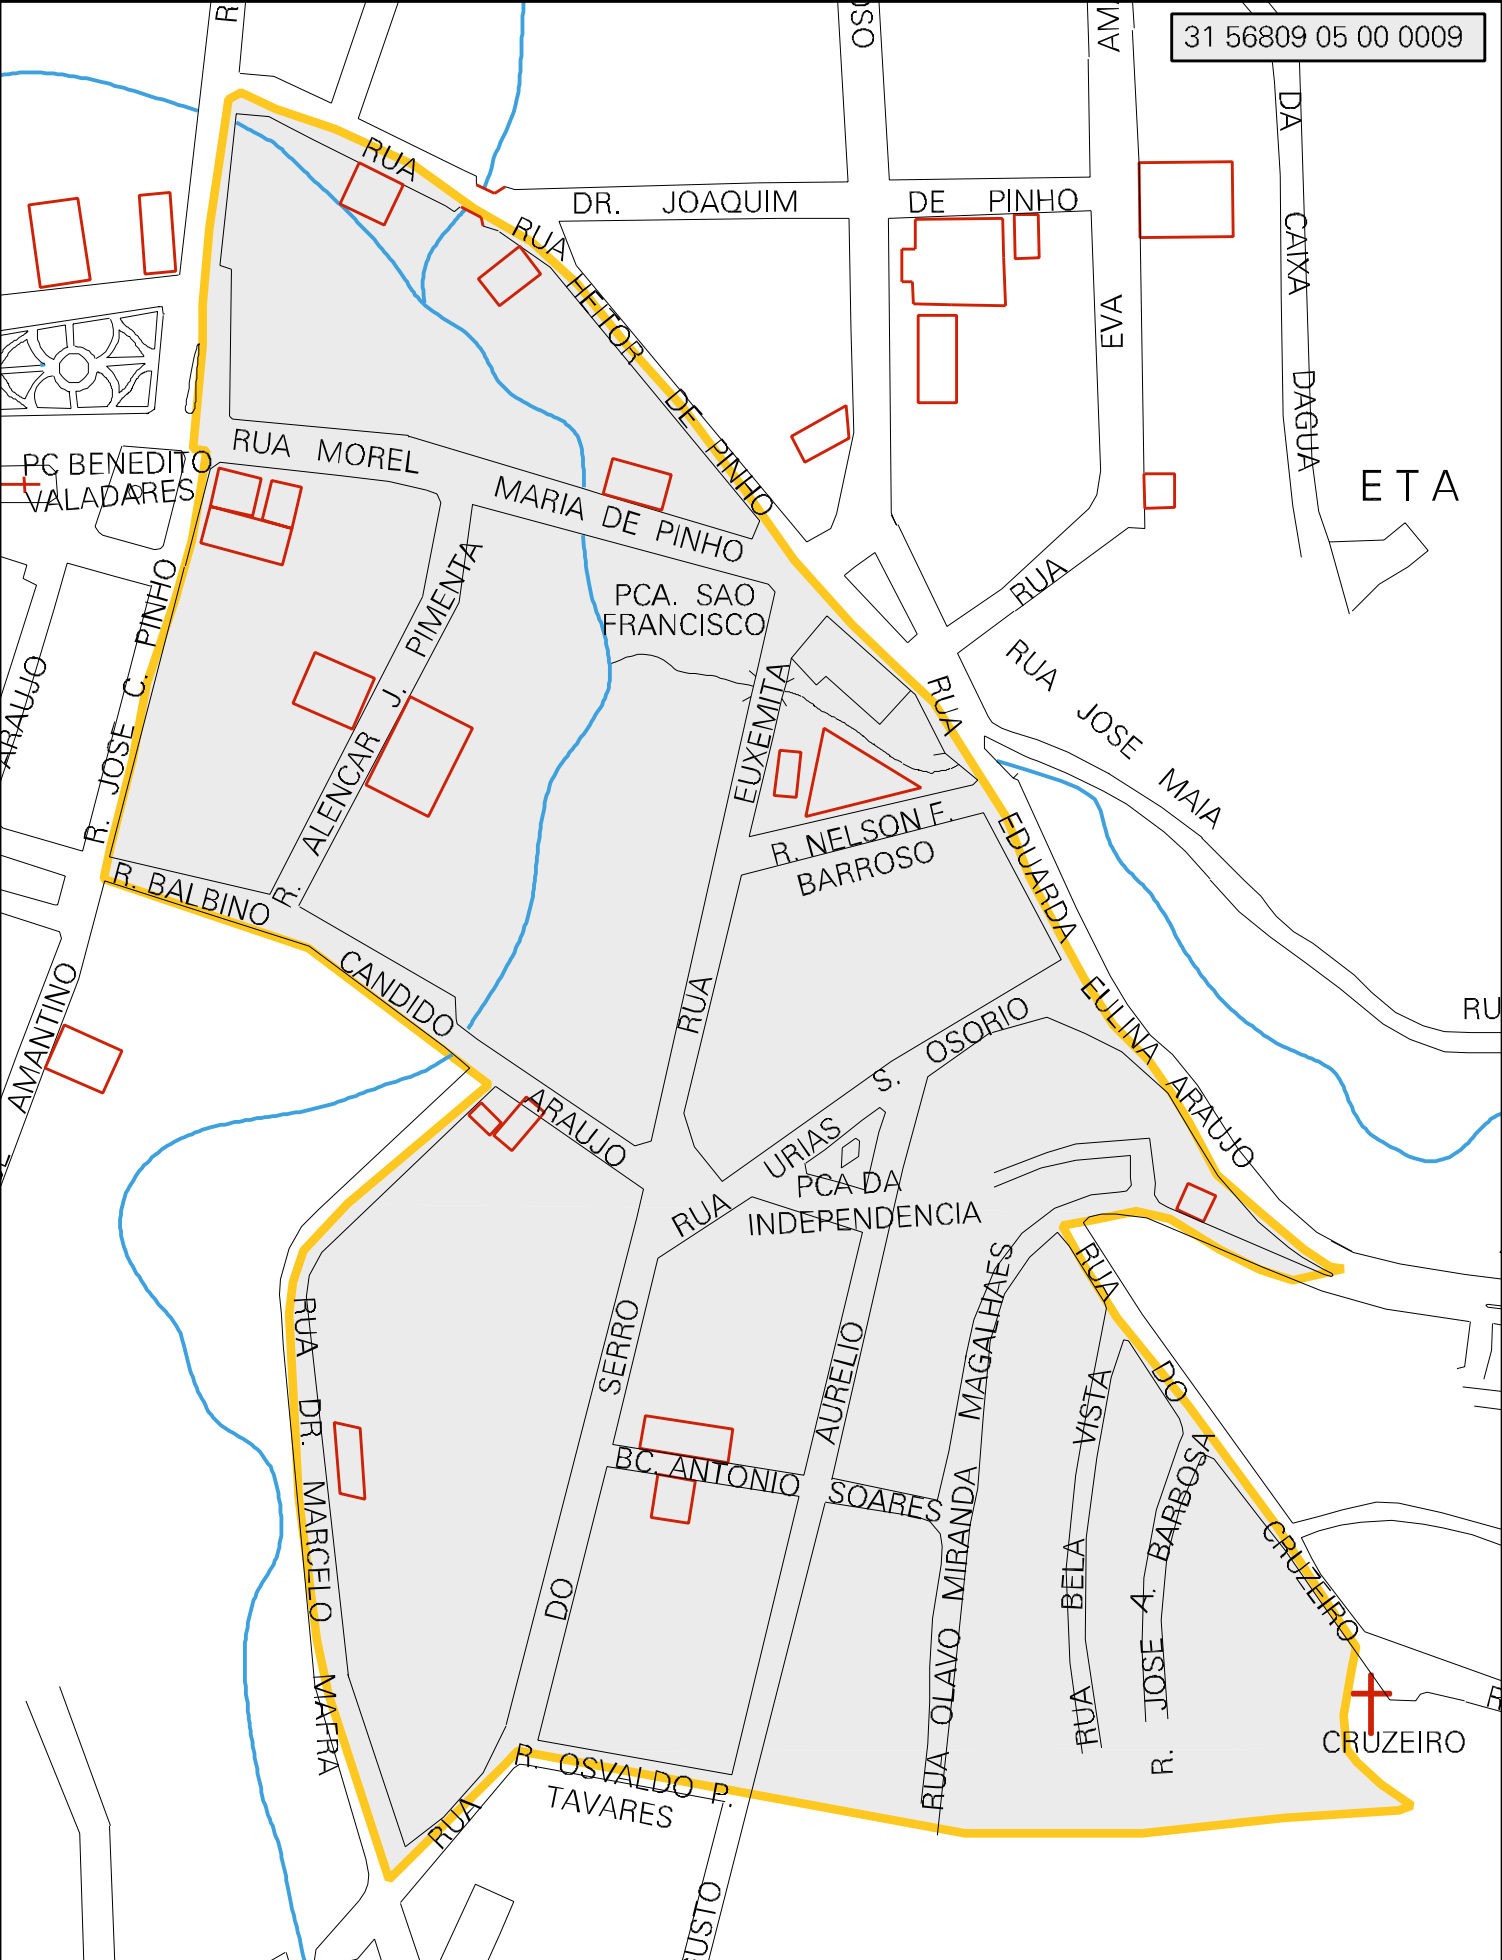 31 56809 05 00 0009
RUA
DR. JOAQUIM DE PINHO
RUA HEITOR DE PINHO
EVA
DA CAIXA DAGUA
ETA
PC BENEDITO
VALADARES
RUA MOREL
MARIA DE PINHO
PCA. SAO
FRANCISCO
R. JOSE C. PINHO
R. ALENCAR J. PIMENTA
ARAUJO
RUA
RUA JOSE MAIA
EUXEMITA
RUA
R. NELSON F.
BARROSO
RUA EDUARDA EULINA ARAUJO
R. BALBINO CANDIDO ARAUJO
AMANTINO
RUA URIAS S. OSORIO
PCA DA
INDEPENDENCIA
RU
RUA DR. MARCELO MAFRA
RUA DO SERRO
AURELIO
BC. ANTONIO SOARES
RUA OLAVO MIRANDA MAGALHAES
RUA BELA VISTA
R. JOSE A. BARBOSA
RUA DO CRUZEIRO
CRUZEIRO
R. OSVALDO P.
TAVARES
USTO